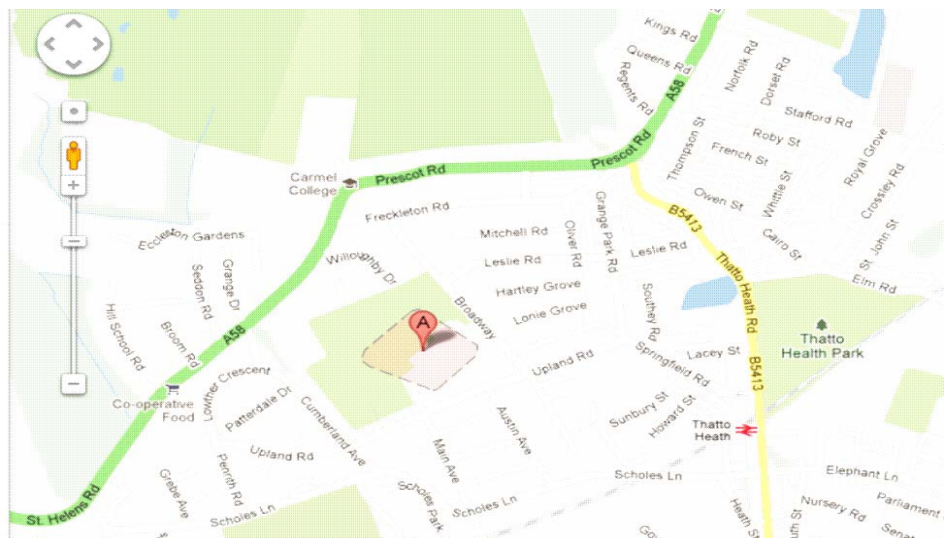 Kings Rd
Queens Rd
Regents Rd
A58
Norfolk Rd
Dorset Rd
Stafford Rd
Thompson St
Roby St
French St
Royal Grove
Crossley Rd
Whittle St
Owen St
Cairo St
St. John St
Elm Rd
Prescot Rd
Prescot Rd
Carmel
College
Freckleton Rd
Eccleston Gardens
Mitchell Rd
Oliver Rd
Grange Park Rd
Leslie Rd
Leslie Rd
B5413
Thatto Heath Rd
Willoughby Dr
Broadway
Hartley Grove
Lonie Grove
Southey Rd
Seddon Rd
Grange Dr
A58
Hill School Rd
Broom Rd
A
Thatto
Health Park
Lacey St
B5413
Upland Rd
Springfield Rd
Co-operative
Food
Lowther Crescent
Patterdale Dr
Cumberland Ave
Austin Ave
Main Ave
Sunbury St
Howard St
Thatto
Heath
Upland Rd
Penrith Rd
Grebe Ave
Scholes Ln
Scholes Park
Scholes Ln
Scholes Ln
Elephant Ln
Nursery Rd
Parliament
Heath St
St. Helens Rd